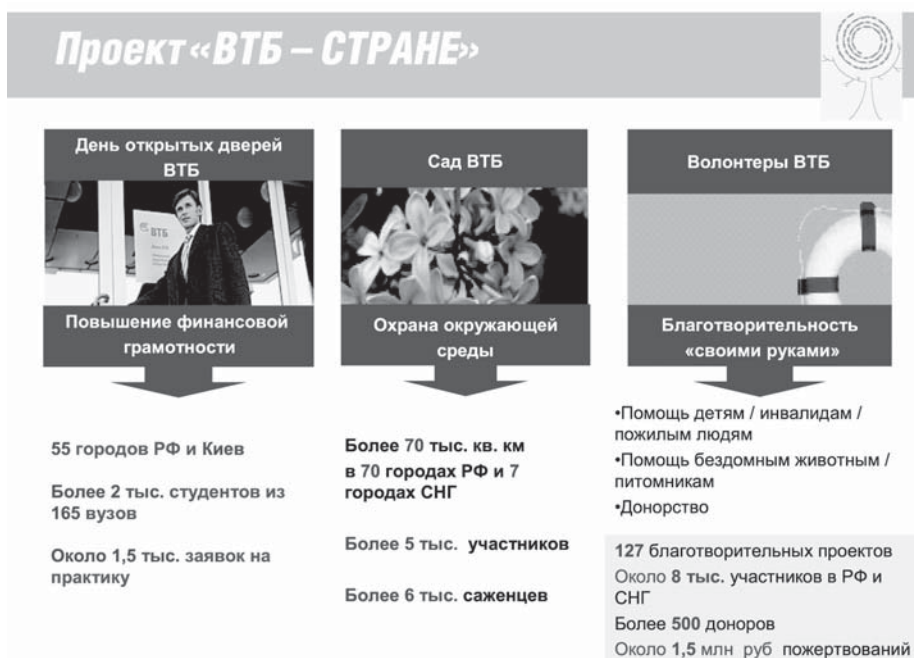 Проект «ВТБ – СТРАНЕ»
День открытых дверей
ВТБ
ВТБ
Повышение финансовой
грамотности
55 городов РФ и Киев
Более 2 тыс. студентов из
165 вузов
Около 1,5 тыс. заявок на
практику
Сад ВТБ
Охрана окружающей
среды
Более 70 тыс. кв. км
в 70 городах РФ и 7
городах СНГ
Более 5 тыс. участников
Более 6 тыс. саженцев
Волонтеры ВТБ
Благотворительность
«своими руками»
•Помощь детям / инвалидам /
пожилым людям
•Помощь бездомным животным /
питомникам
•Донорство
127 благотворительных проектов
Около 8 тыс. участников в РФ и
СНГ
Более 500 доноров
Около 1,5 млн руб пожертвований